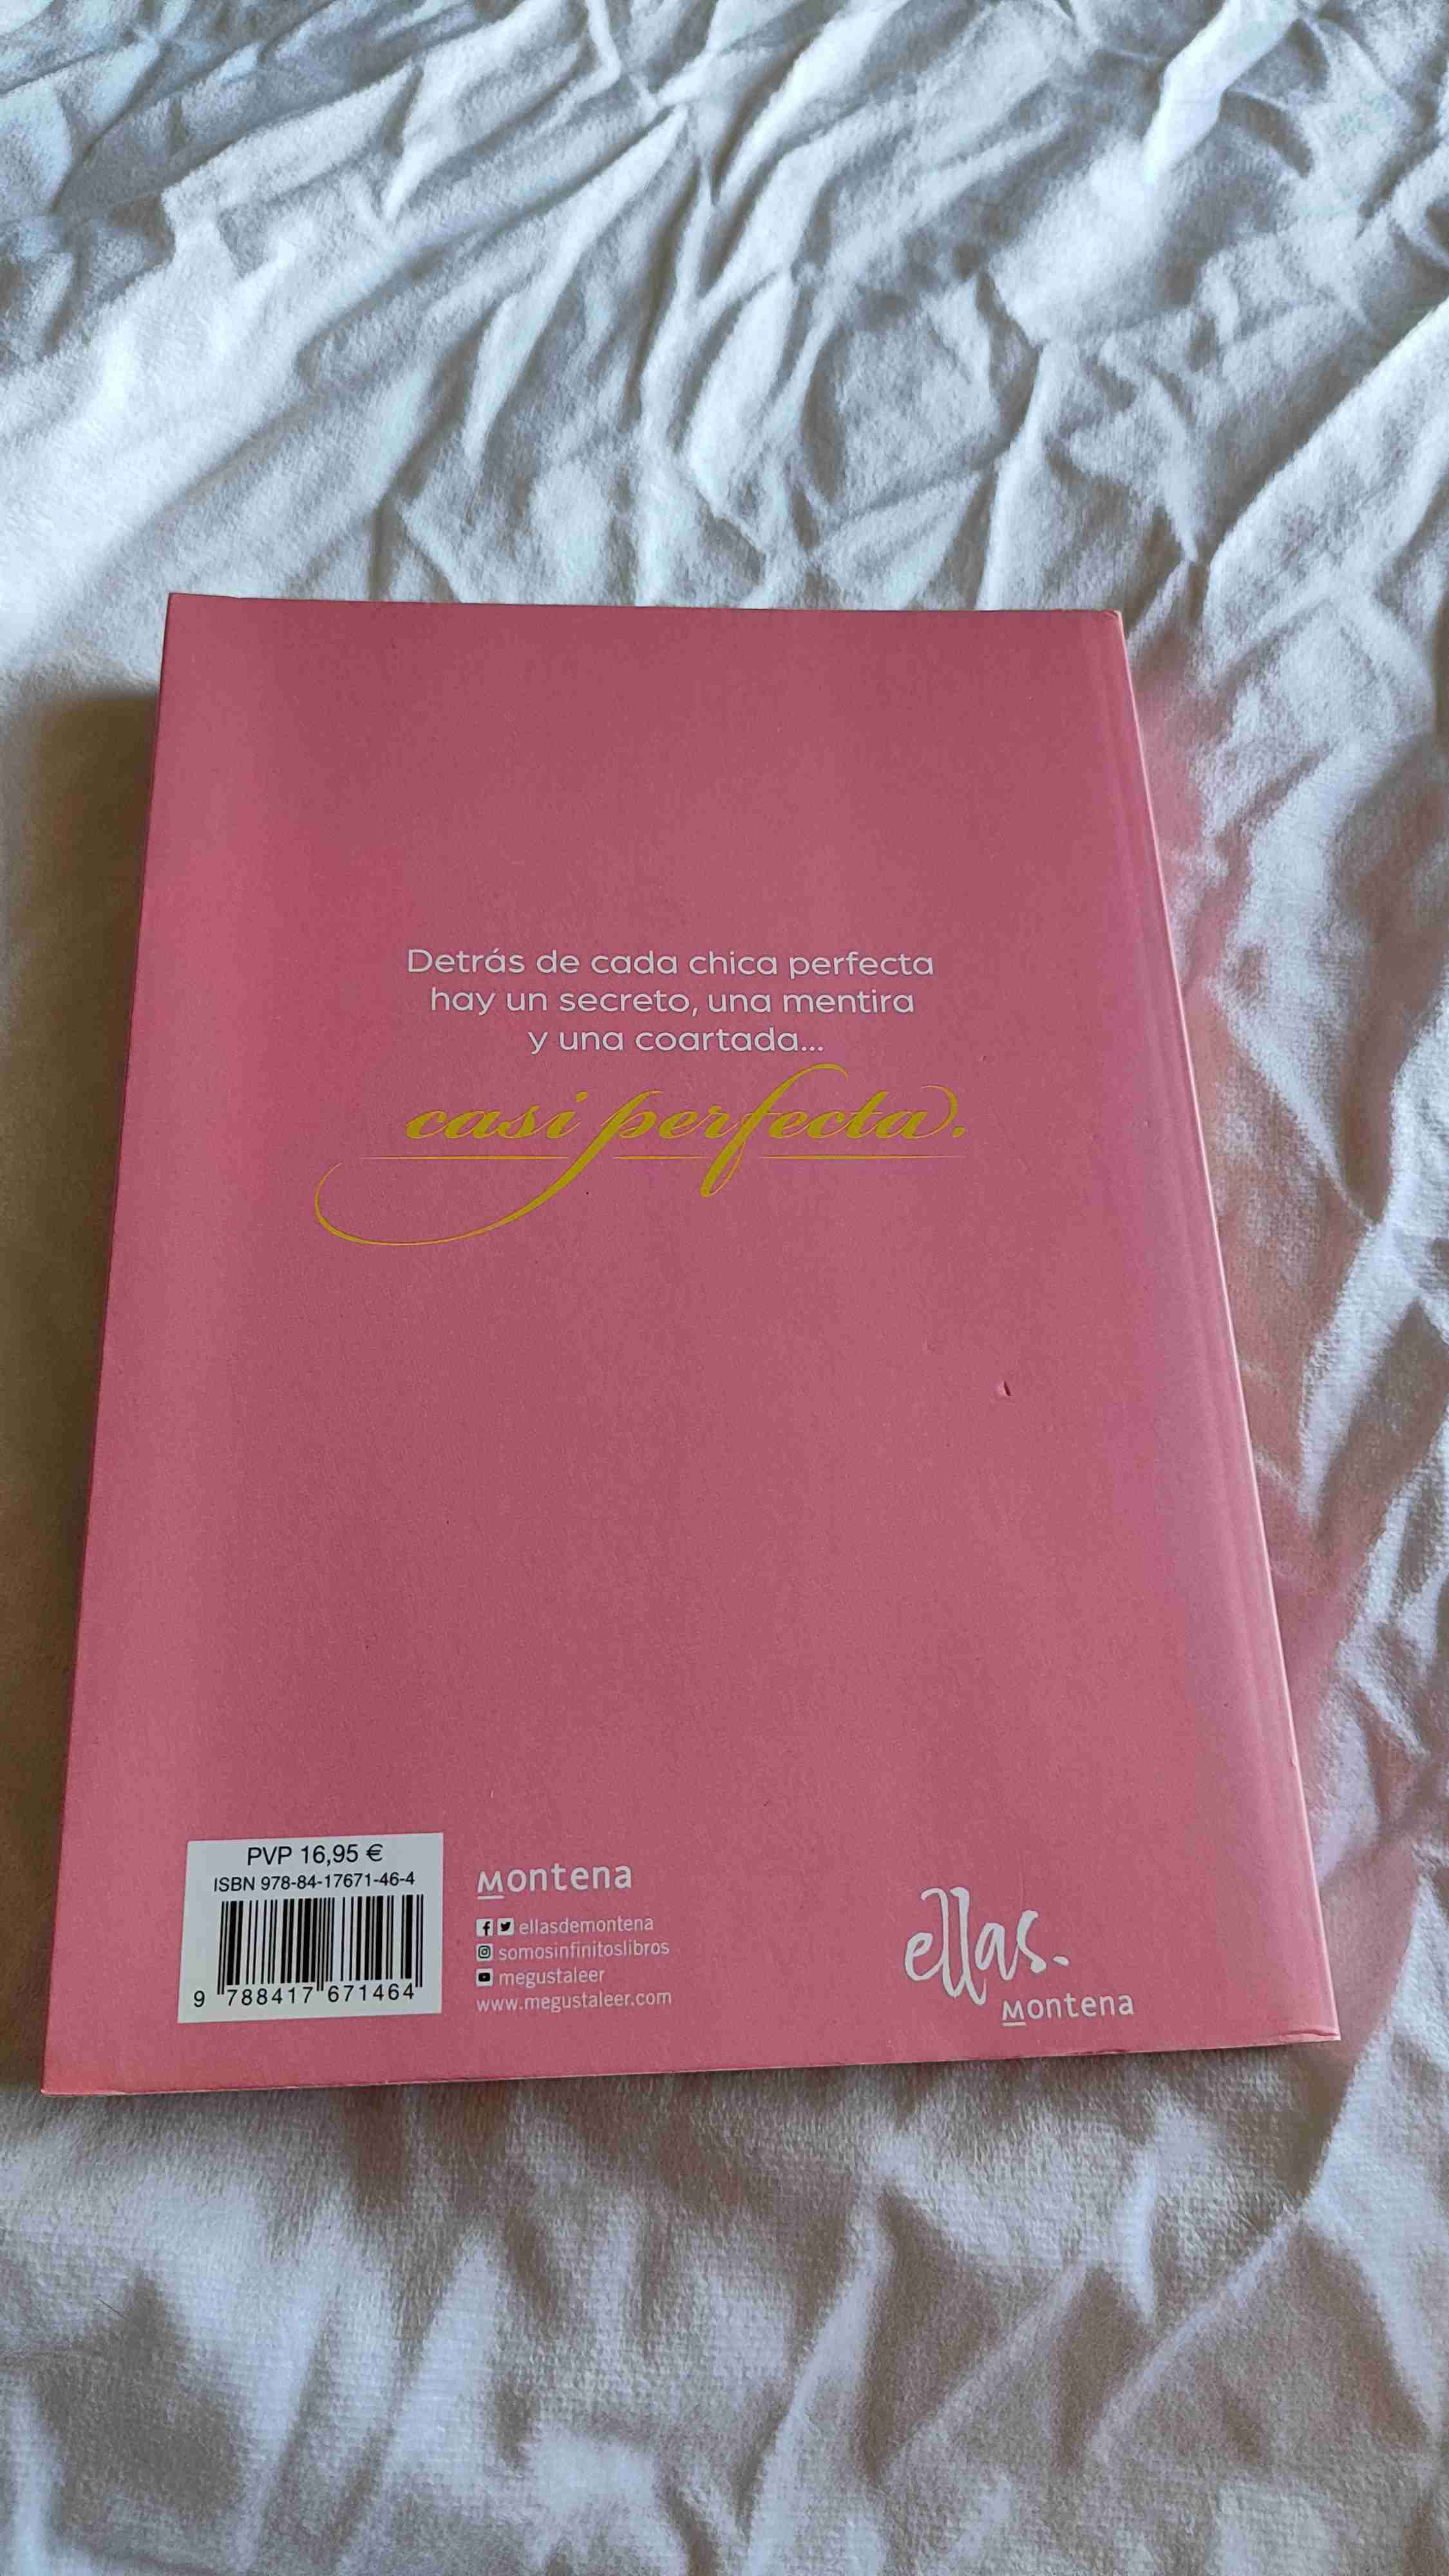 Detrás de cada chica perfecta
hay un secreto, una mentira
y una coartada...
casi perfecta.
PVP 16,95 €
ISBN 978-84-17671-46-4
9 788417 671464
Montena
ellasdemontena
somosinfinitoslibros
megustaleer
www.megustaleer.com
ellas.
Montena